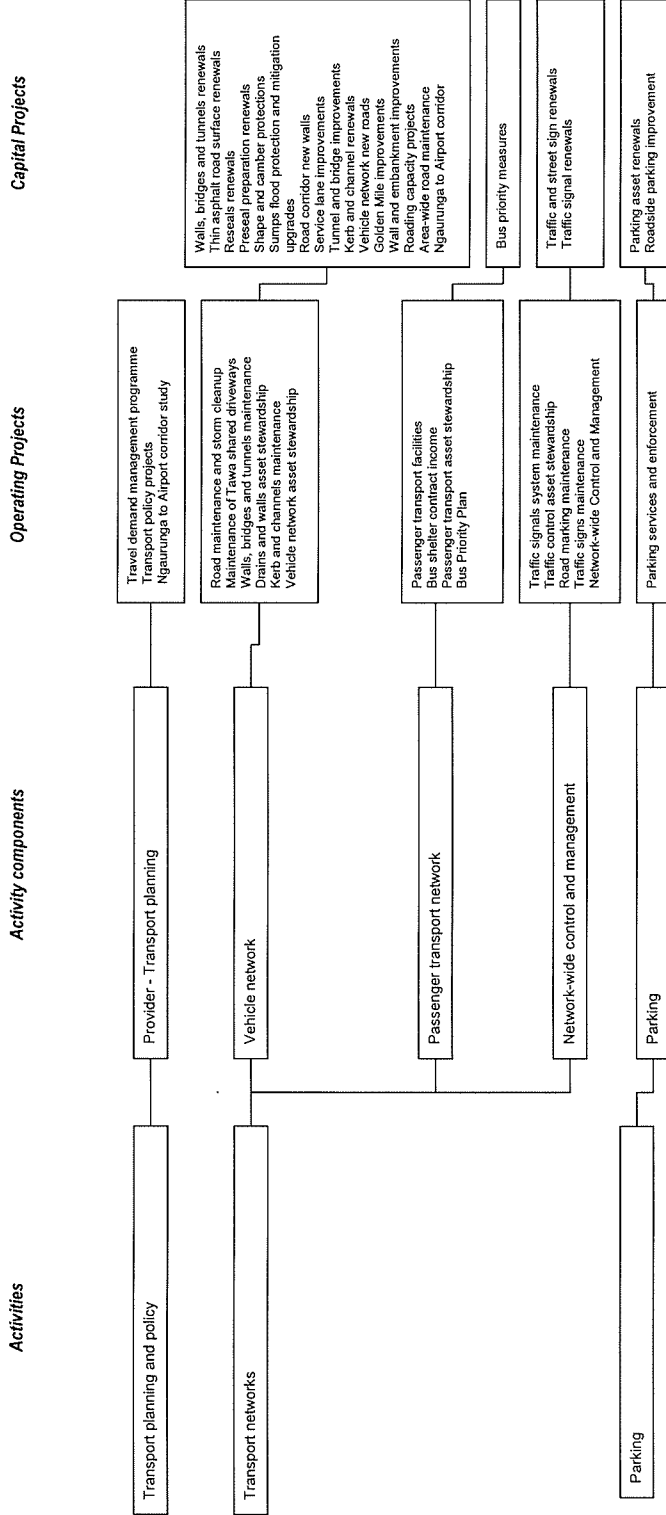 Activities
Activity components
Operating Projects
Capital Projects
Transport planning and policy
Provider - Transport planning
Travel demand management programme
Transport policy projects
Ngaurunga to Airport corridor study
Transport networks
Vehicle network
Road maintenance and storm cleanup
Maintenance of Tawa shared driveways
Walls, bridges and tunnels maintenance
Drains and walls asset stewardship
Kerb and channels maintenance
Vehicle network asset stewardship
Walls, bridges and tunnels renewals
Thin asphalt road surface renewals
Reseals renewals
Preseal preparation renewals
Shape and camber protections
Sumps flood protection and mitigation
upgrades
Road corridor new walls
Service lane improvements
Tunnel and bridge improvements
Kerb and channel renewals
Vehicle network new roads
Golden Mile improvements
Wall and embankment improvements
Roading capacity projects
Area-wide road maintenance
Ngaurunga to Airport corridor
Passenger transport network
Passenger transport facilities
Bus shelter contract income
Passenger transport asset stewardship
Bus Priority Plan
Bus priority measures
Network-wide control and management
Traffic signals system maintenance
Traffic control asset stewardship
Road marking maintenance
Traffic signs maintenance
Network-wide Control and Management
Traffic and street sign renewals
Traffic signal renewals
Parking
Parking
Parking services and enforcement
Parking asset renewals
Roadside parking improvement